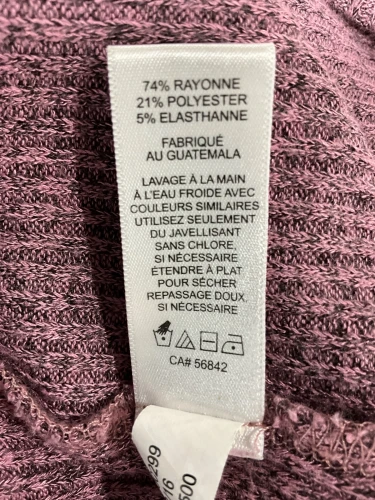 74% RAYONNE
21% POLYESTER
5% ELASTHANNE
FABRIQUÉ
AU GUATEMALA
LAVAGE À LA MAIN
À L'EAU FROIDE AVEC
COULEURS SIMILAIRES
UTILISEZ SEULEMENT
DU JAVELLISANT
SANS CHLORE,
SI NÉCESSAIRE
ÉTENDRE À PLAT
POUR SÉCHER
REPASSAGE DOUX,
SI NÉCESSAIRE
CA# 56842